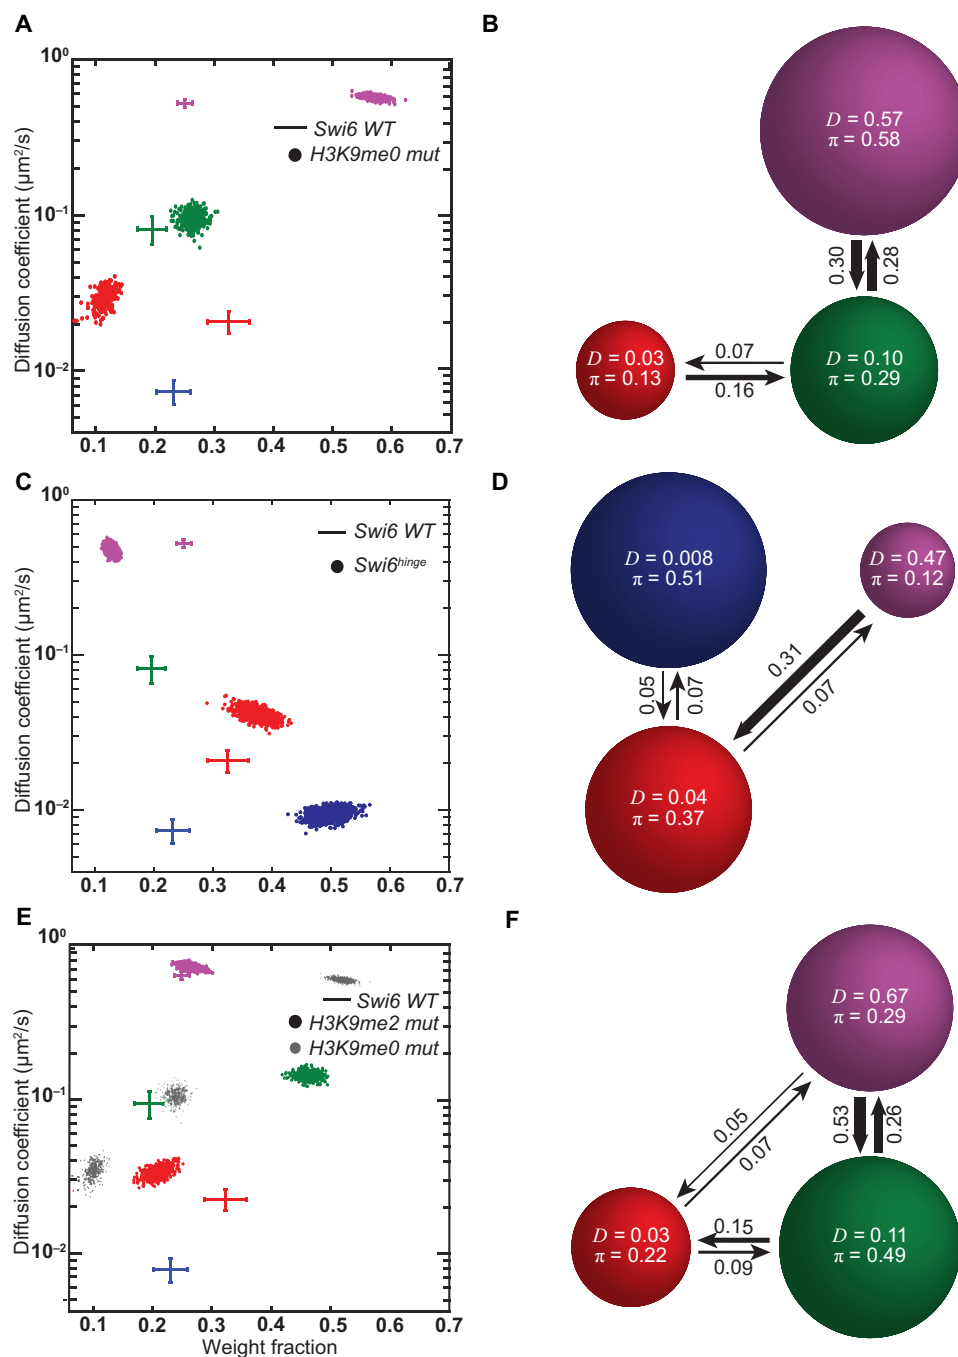 A
10⁰
10⁻¹
10⁻²
Diffusion coefficient (µm²/s)
Swi6 WT
H3K9me0 mut
0.1 0.2 0.3 0.4 0.5 0.6 0.7
B
D = 0.57
π = 0.58
0.30
0.28
D = 0.03
π = 0.13
0.07
0.16
D = 0.10
π = 0.29
C
10⁰
10⁻¹
10⁻²
Diffusion coefficient (µm²/s)
Swi6 WT
Swi6ʰⁱⁿᵍᵉ
0.1 0.2 0.3 0.4 0.5 0.6 0.7
D
D = 0.008
π = 0.51
D = 0.47
π = 0.12
0.31
0.07
0.05
0.07
D = 0.04
π = 0.37
E
10⁰
10⁻¹
10⁻²
Diffusion coefficient (µm²/s)
Swi6 WT
H3K9me2 mut
H3K9me0 mut
0.1 0.2 0.3 0.4 0.5 0.6 0.7
Weight fraction
F
D = 0.67
π = 0.29
0.05
0.07
0.53
0.26
D = 0.03
π = 0.22
0.15
0.09
D = 0.11
π = 0.49